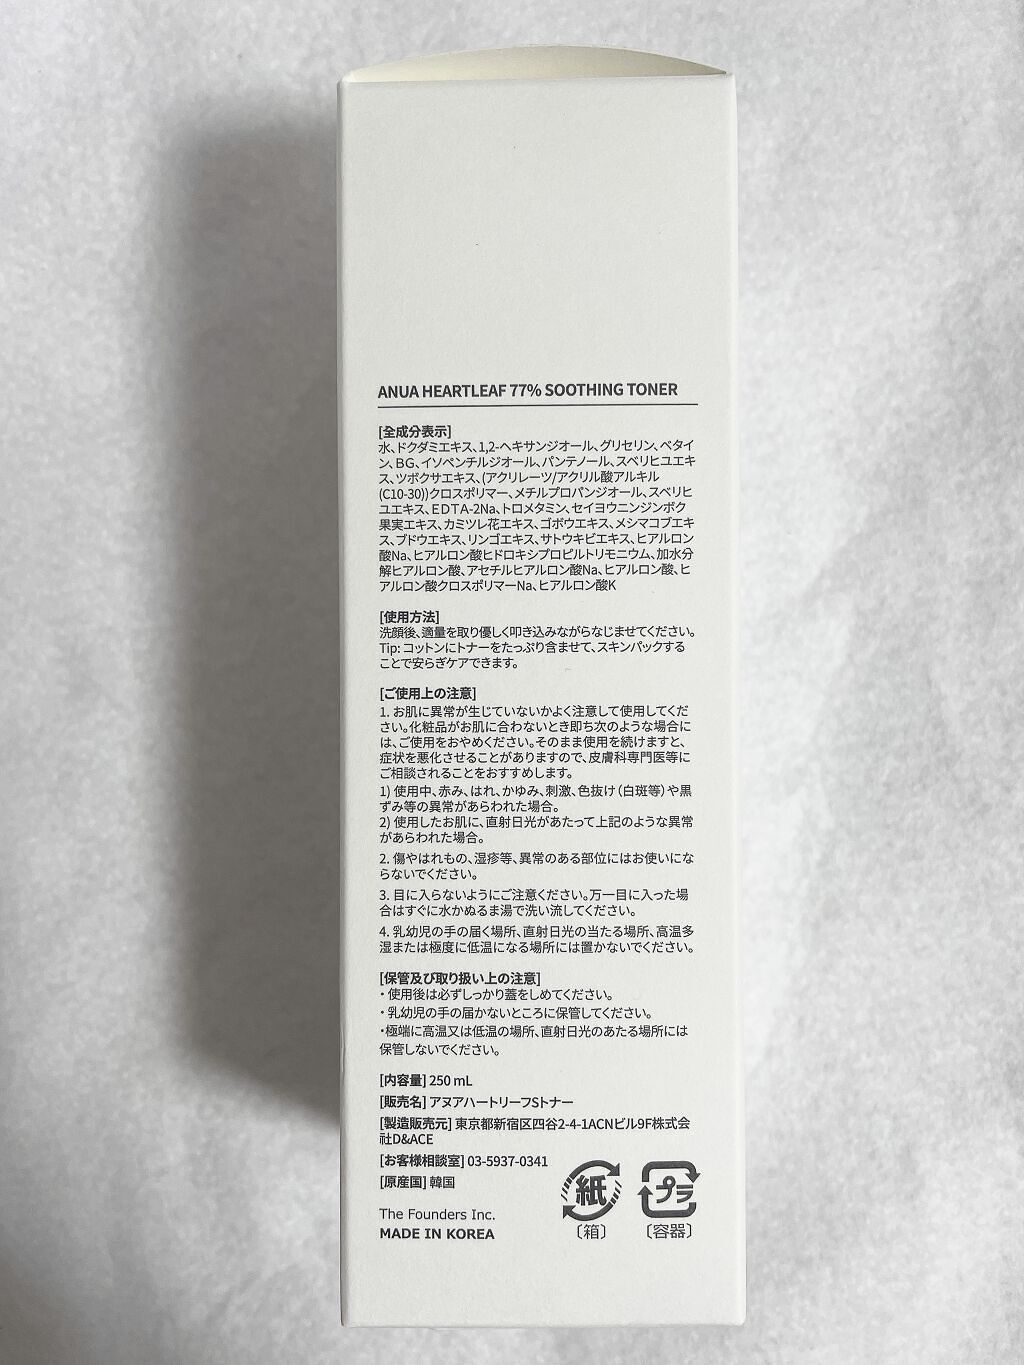 ANUA HEARTLEAF 77% SOOTHING TONER
[全成分表示]
水、ドクダミエキス、1,2-ヘキサンジオール、グリセリン、ベタイ
ン、BG、イソペンチルジオール、パンテノール、スベリヒユエキ
ス、ツボクサエキス、(アクリレーツ/アクリル酸アルキル
(C10-30))クロスポリマー、メチルプロパンジオール、スベリヒ
ユエキス、EDTA-2Na、トロメタミン、セイヨウニンジンボク
果実エキス、カミツレ花エキス、ゴボウエキス、メシマコブエキ
ス、ブドウエキス、リンゴエキス、サトウキビエキス、ヒアルロン
酸Na、ヒアルロン酸ヒドロキシプロピルトリモニウム、加水分
解ヒアルロン酸、アセチルヒアルロン酸Na、ヒアルロン酸、ヒ
アルロン酸クロスポリマーNa、ヒアルロン酸K
[使用方法]
洗顔後、適量を取り優しく叩き込みながらなじませてください。
Tip: コットンにトナーをたっぷり含ませて、スキンパックする
ことで安らぎケアできます。
[ご使用上の注意]
1. お肌に異常が生じていないかよく注意して使用してくだ
さい。化粧品がお肌に合わないとき即ち次のような場合に
は、ご使用をおやめください。そのまま使用を続けますと、
症状を悪化させることがありますので、皮膚科専門医等に
ご相談されることをおすすめします。
1) 使用中、赤み、はれ、かゆみ、刺激、色抜け(白斑等)や黒
ずみ等の異常があらわれた場合。
2) 使用したお肌に、直射日光があたって上記のような異常
があらわれた場合。
2. 傷やはれもの、湿疹等、異常のある部位にはお使いにな
らないでください。
3. 目に入らないようにご注意ください。万一目に入った場
合はすぐに水かぬるま湯で洗い流してください。
4. 乳幼児の手の届く場所、直射日光の当たる場所、高温多
湿または極度に低温になる場所には置かないでください。
[保管及び取り扱い上の注意]
・使用後は必ずしっかり蓋をしめてください。
・乳幼児の手の届かないところに保管してください。
・極端に高温又は低温の場所、直射日光のあたる場所には
保管しないでください。
[内容量] 250 mL
[販売名] アヌアハートリーフSトナー
[製造販売元] 東京都新宿区四谷2-4-1ACNビル9F株式会
社D&ACE
[お客様相談室] 03-5937-0341
[原産国] 韓国
The Founders Inc.
MADE IN KOREA
紙
〔箱〕
プラ
〔容器〕